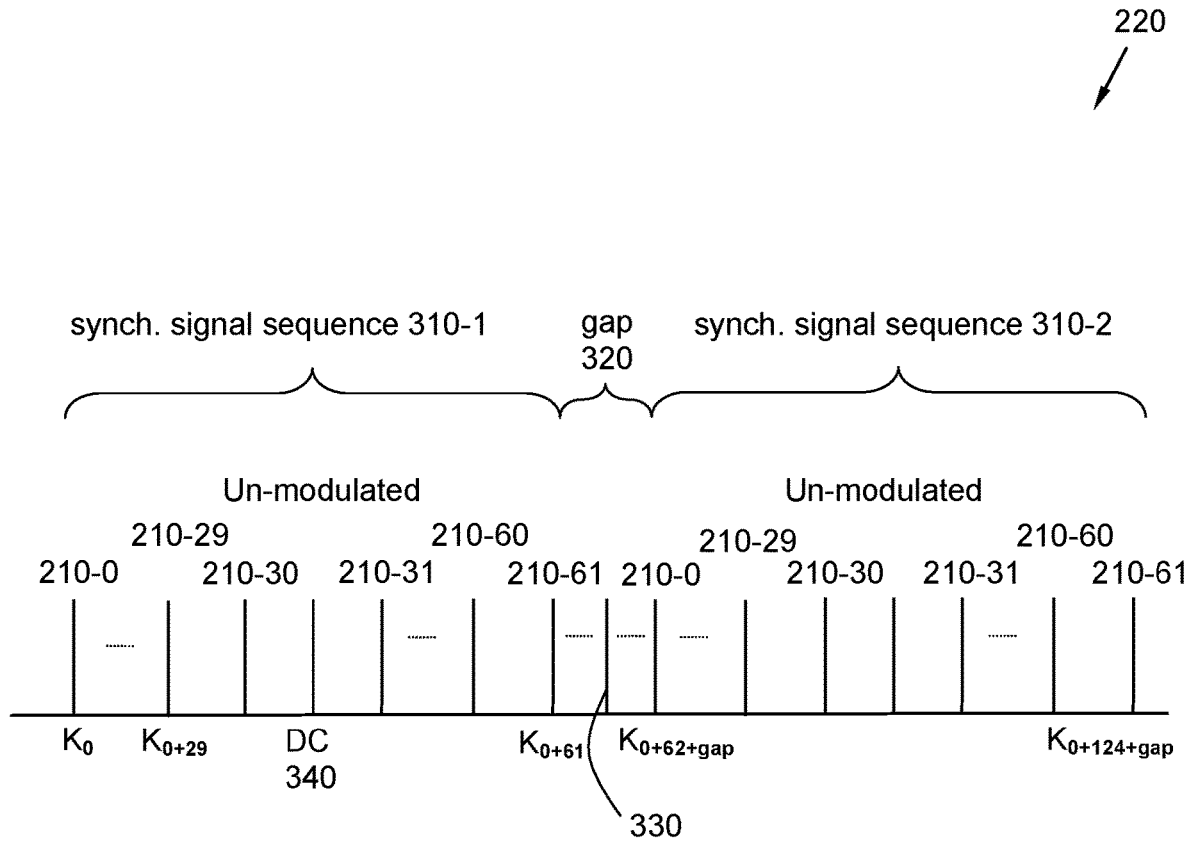 220
synch. signal sequence 310-1
gap
320
synch. signal sequence 310-2
Un-modulated
Un-modulated
210-29
210-60
210-29
210-60
210-0
210-30
210-31
210-61
210-0
210-30
210-31
210-61
K0
K0+29
DC
340
K0+61
K0+62+gap
K0+124+gap
330